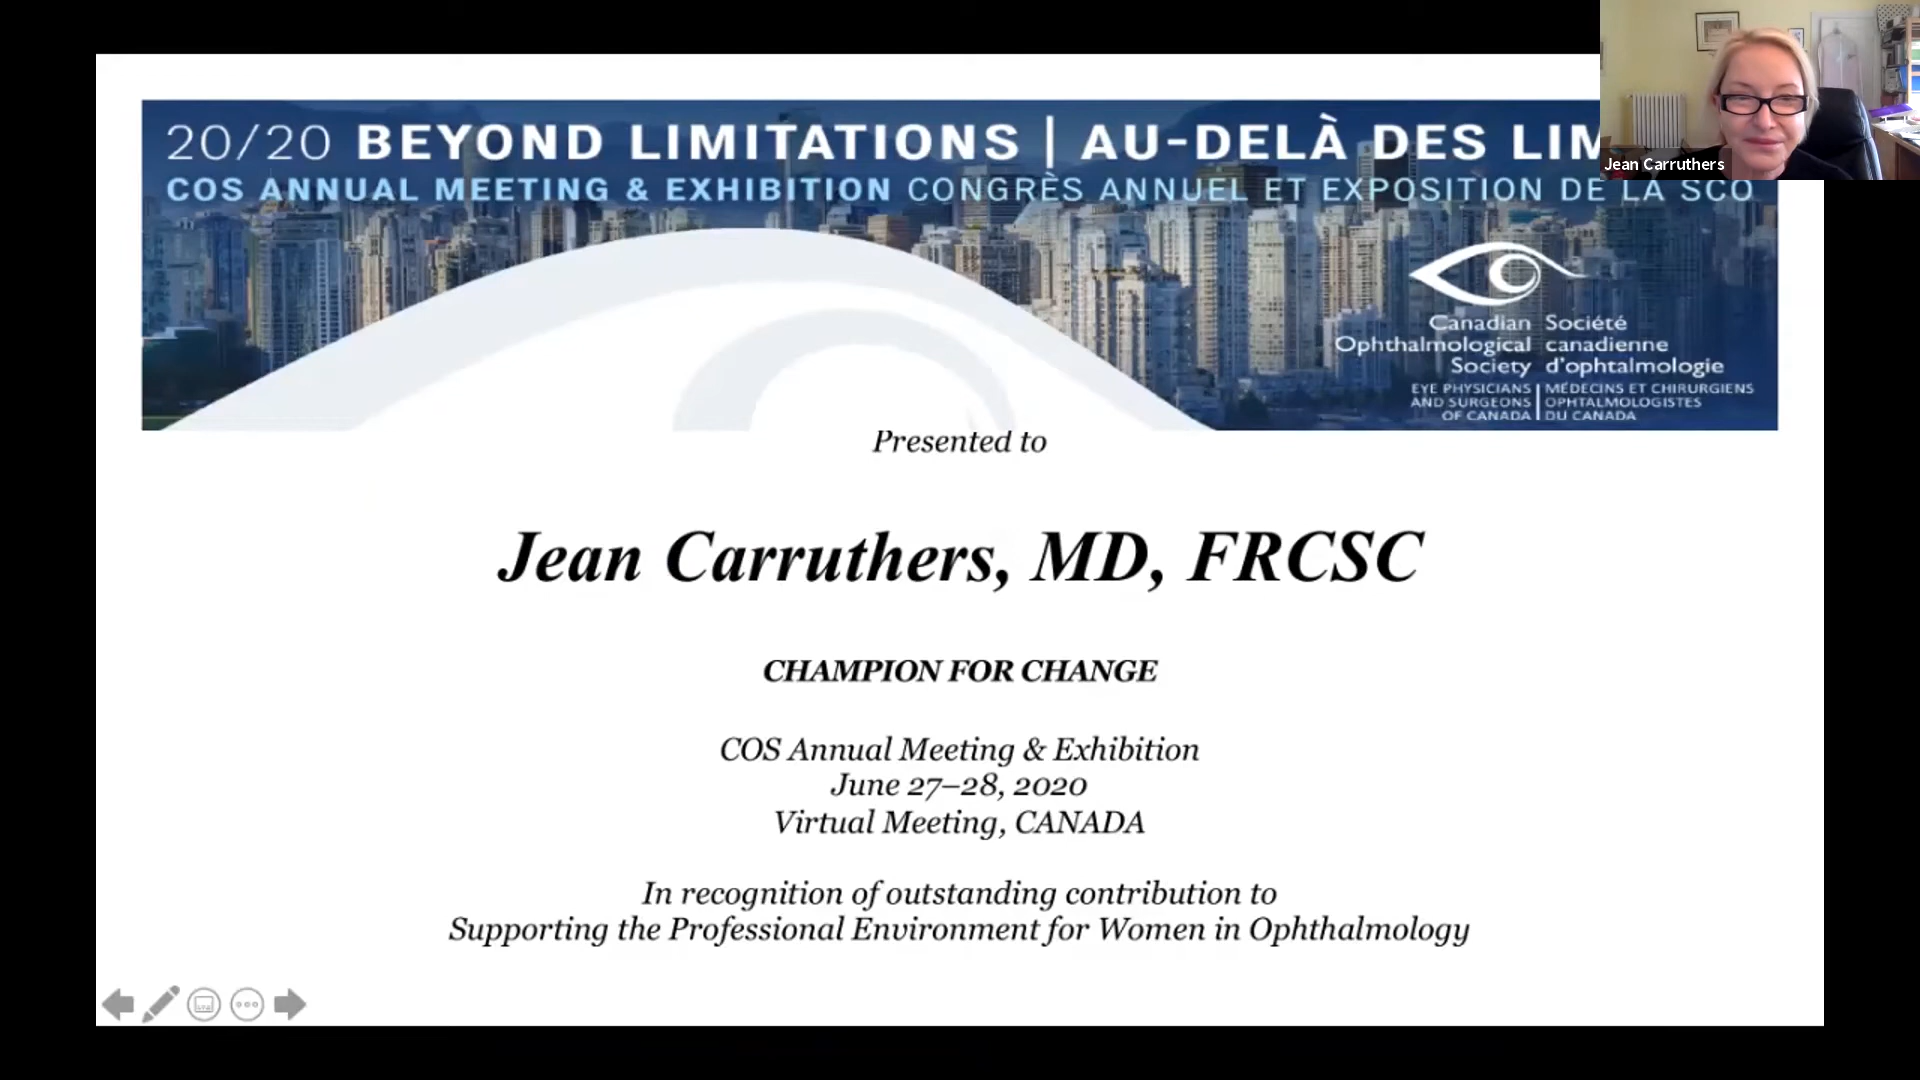 20/20 BEYOND LIMITATIONS | AU-DELÀ DES LIM
COS ANNUAL MEETING & EXHIBITION CONGRÈS ANNUEL ET EXPOSITION DE LA SCO
Jean Carruthers
Canadian Société
Ophthalmological canadienne
Society d'ophtalmologie
EYE PHYSICIANS | MÉDECINS ET CHIRURGIENS
AND SURGEONS | OPHTALMOLOGISTES
OF CANADA | DU CANADA
Presented to
Jean Carruthers, MD, FRCSC
CHAMPION FOR CHANGE
COS Annual Meeting & Exhibition
June 27–28, 2020
Virtual Meeting, CANADA
In recognition of outstanding contribution to
Supporting the Professional Environment for Women in Ophthalmology